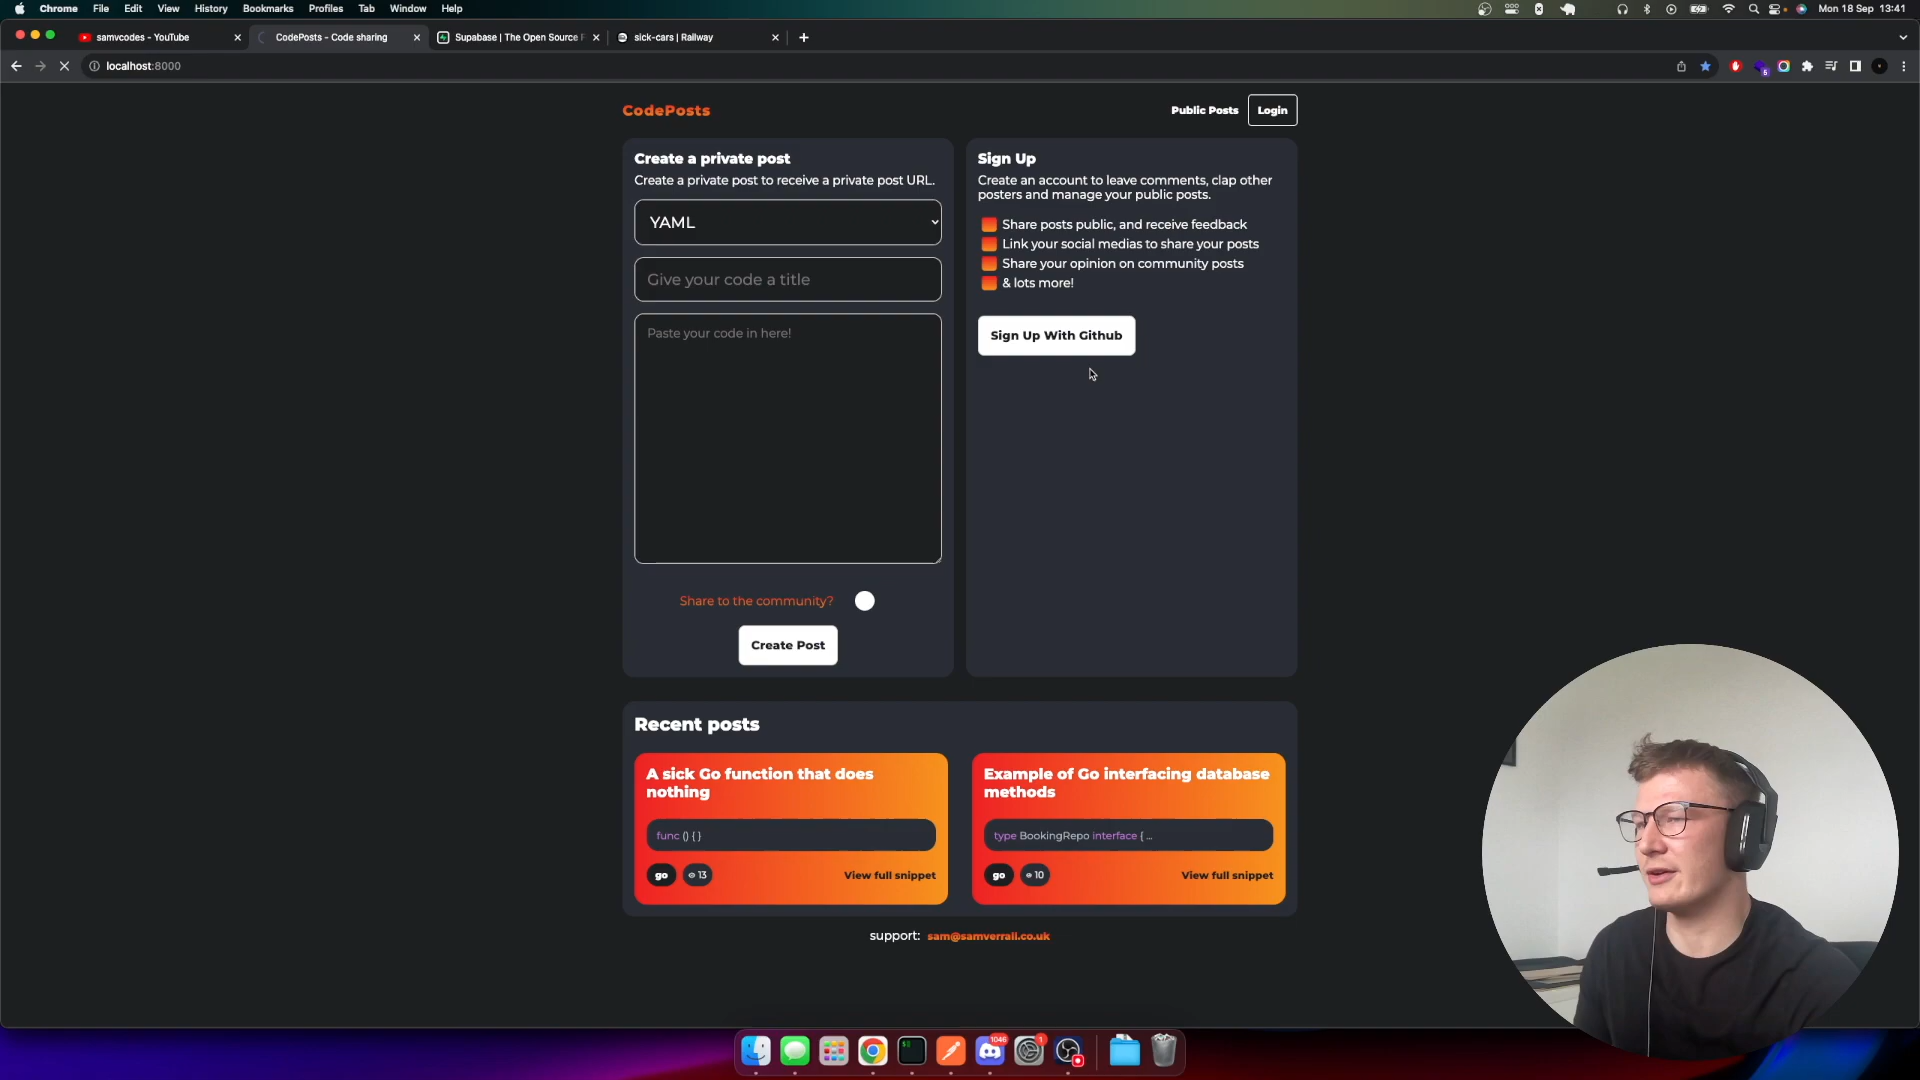 Chrome File Edit View History Bookmarks Profiles Tab Window Help
Mon 18 Sep 13:41
samvcodes - YouTube
CodePosts - Code sharing
Supabase | The Open Source F
sick-cars | Railway
localhost:8000
5
CodePosts
Public Posts
Login
Create a private post
Create a private post to receive a private post URL.
YAML
Give your code a title
Paste your code in here!
Share to the community?
Create Post
Sign Up
Create an account to leave comments, clap other
posters and manage your public posts.
Share posts public, and receive feedback
Link your social medias to share your posts
Share your opinion on community posts
& lots more!
Sign Up With Github
Recent posts
A sick Go function that does
nothing
func () { }
go
13
View full snippet
Example of Go interfacing database
methods
type BookingRepo interface { ...
go
10
View full snippet
support: sam@samverrall.co.uk
1046
1